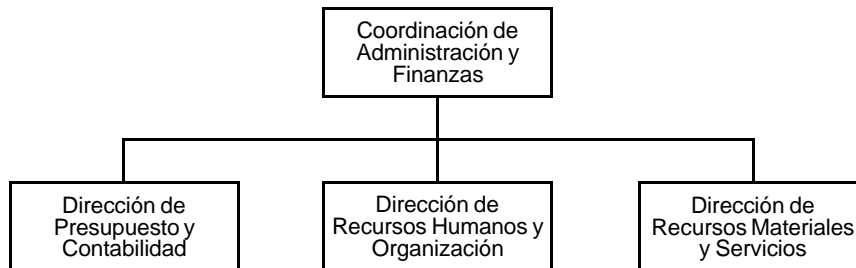 Coordinación de
Administración y
Finanzas
Dirección de
Presupuesto y
Contabilidad
Dirección de
Recursos Humanos y
Organización
Dirección de
Recursos Materiales
y Servicios